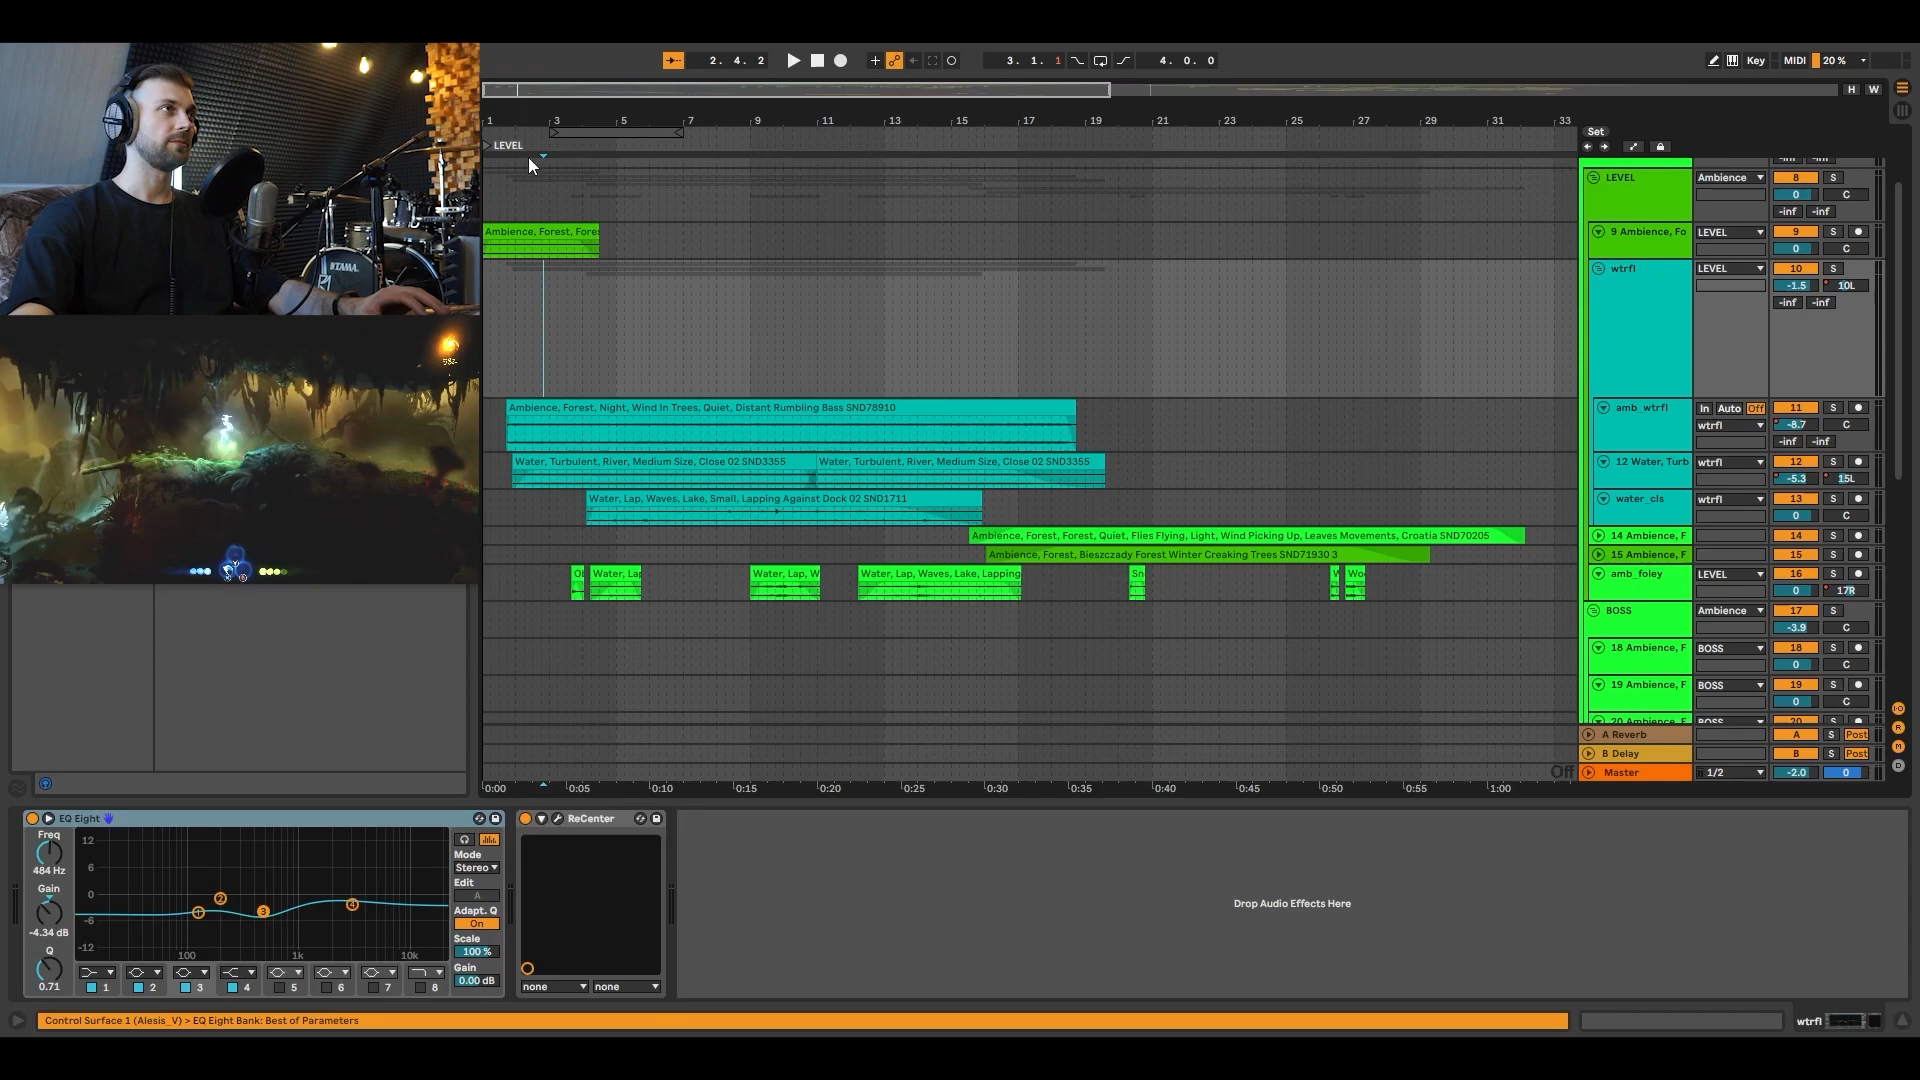 2. 4. 2
3. 1. 1
4. 0. 0
Key
MIDI
20 %
H
W
1
3
5
7
9
11
13
15
17
19
21
23
25
27
29
31
33
Set
LEVEL
LEVEL
Ambience
8
S
0
C
-inf
-inf
Ambience, Forest, Fores
9 Ambience, Fo
LEVEL
9
S
0
C
wtrfl
LEVEL
10
S
-1.5
10L
-inf
-inf
TAMA
Ambience, Forest, Night, Wind In Trees, Quiet, Distant Rumbling Bass SND78910
amb_wtrfl
In
Auto
Off
11
S
wtrfl
-8.7
C
-inf
-inf
Water, Turbulent, River, Medium Size, Close 02 SND3355
Water, Turbulent, River, Medium Size, Close 02 SND3355
12 Water, Turb
wtrfl
12
S
-5.3
15L
Water, Lap, Waves, Lake, Small, Lapping Against Dock 02 SND1711
water_cls
wtrfl
13
S
0
C
Ambience, Forest, Forest, Quiet, Flies Flying, Light, Wind Picking Up, Leaves Movements, Croatia SND70205
14 Ambience, F
14
S
Ambience, Forest, Bieszczady Forest Winter Creaking Trees SND71930 3
15 Ambience, F
15
S
Water, Lap
Water, Lap, W
Water, Lap, Waves, Lake, Lapping
Sn
Wo
amb_foley
LEVEL
16
S
0
17R
BOSS
Ambience
17
S
-3.9
C
18 Ambience, F
BOSS
18
S
0
C
19 Ambience, F
BOSS
19
S
0
C
20 Ambience, F
BOSS
20
S
A Reverb
A
S
Post
B Delay
B
S
Post
Off
Master
1/2
-2.0
0
0:00
0:05
0:10
0:15
0:20
0:25
0:30
0:35
0:40
0:45
0:50
0:55
1:00
EQ Eight
Freq
484 Hz
Gain
-4.34 dB
Q
0.71
12
6
0
-6
-12
100
1k
10k
1
2
3
4
1
2
3
4
5
6
7
8
Mode
Stereo
Edit
A
Adapt. Q
On
Scale
100 %
Gain
0.00 dB
ReCenter
none
none
Drop Audio Effects Here
Control Surface 1 (Alesis_V) > EQ Eight Bank: Best of Parameters
wtrfl